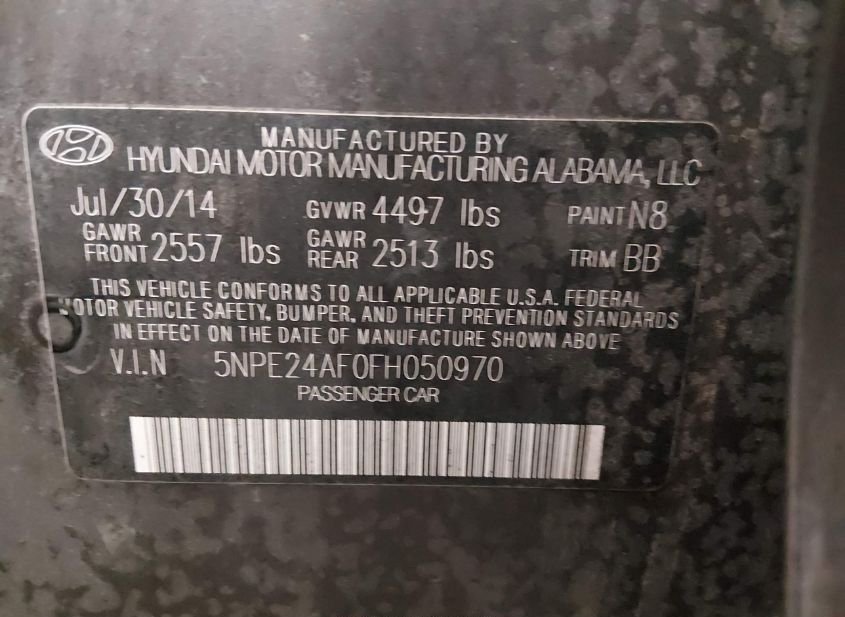 MANUFACTURED BY
HYUNDAI MOTOR MANUFACTURING ALABAMA, LLC
Jul/30/14 GVWR 4497 lbs PAINT N8
GAWR FRONT 2557 lbs GAWR REAR 2513 lbs TRIM BB
THIS VEHICLE CONFORMS TO ALL APPLICABLE U.S.A. FEDERAL
MOTOR VEHICLE SAFETY, BUMPER, AND THEFT PREVENTION STANDARDS
IN EFFECT ON THE DATE OF MANUFACTURE SHOWN ABOVE
V.I.N 5NPE24AF0FH050970
PASSENGER CAR